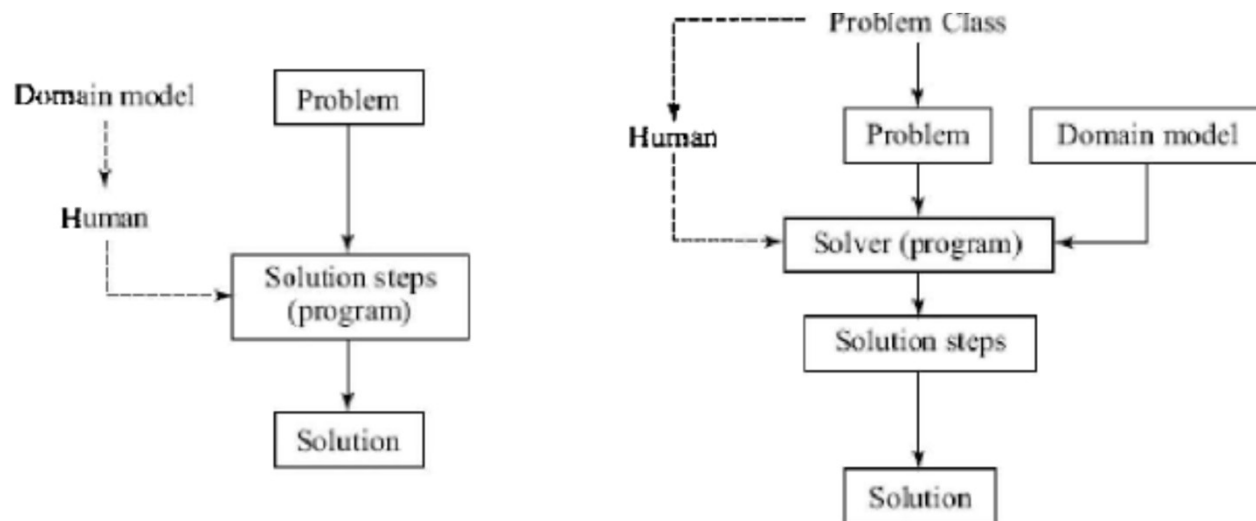 Domain model
Problem
Human
Solution steps
(program)
Solution
Problem Class
Human
Problem
Domain model
Solver (program)
Solution steps
Solution